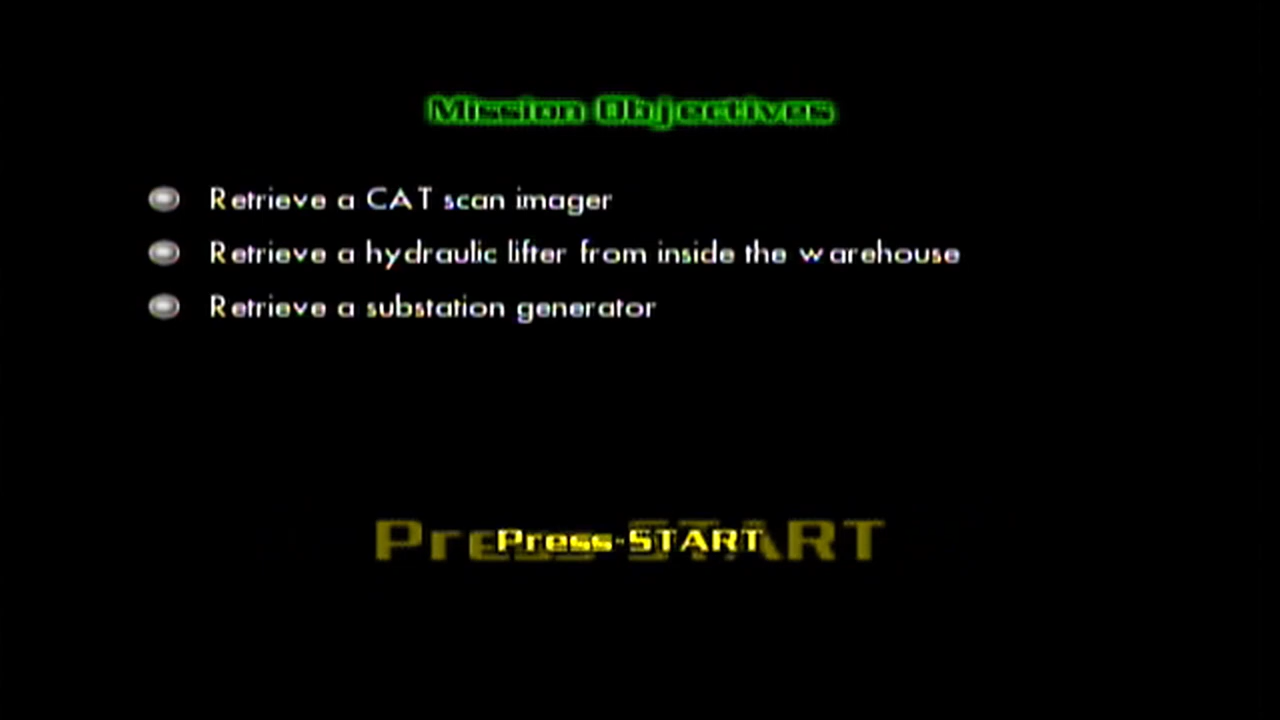 Mission Objectives
Retrieve a CAT scan imager
Retrieve a hydraulic lifter from inside the warehouse
Retrieve a substation generator
Press START